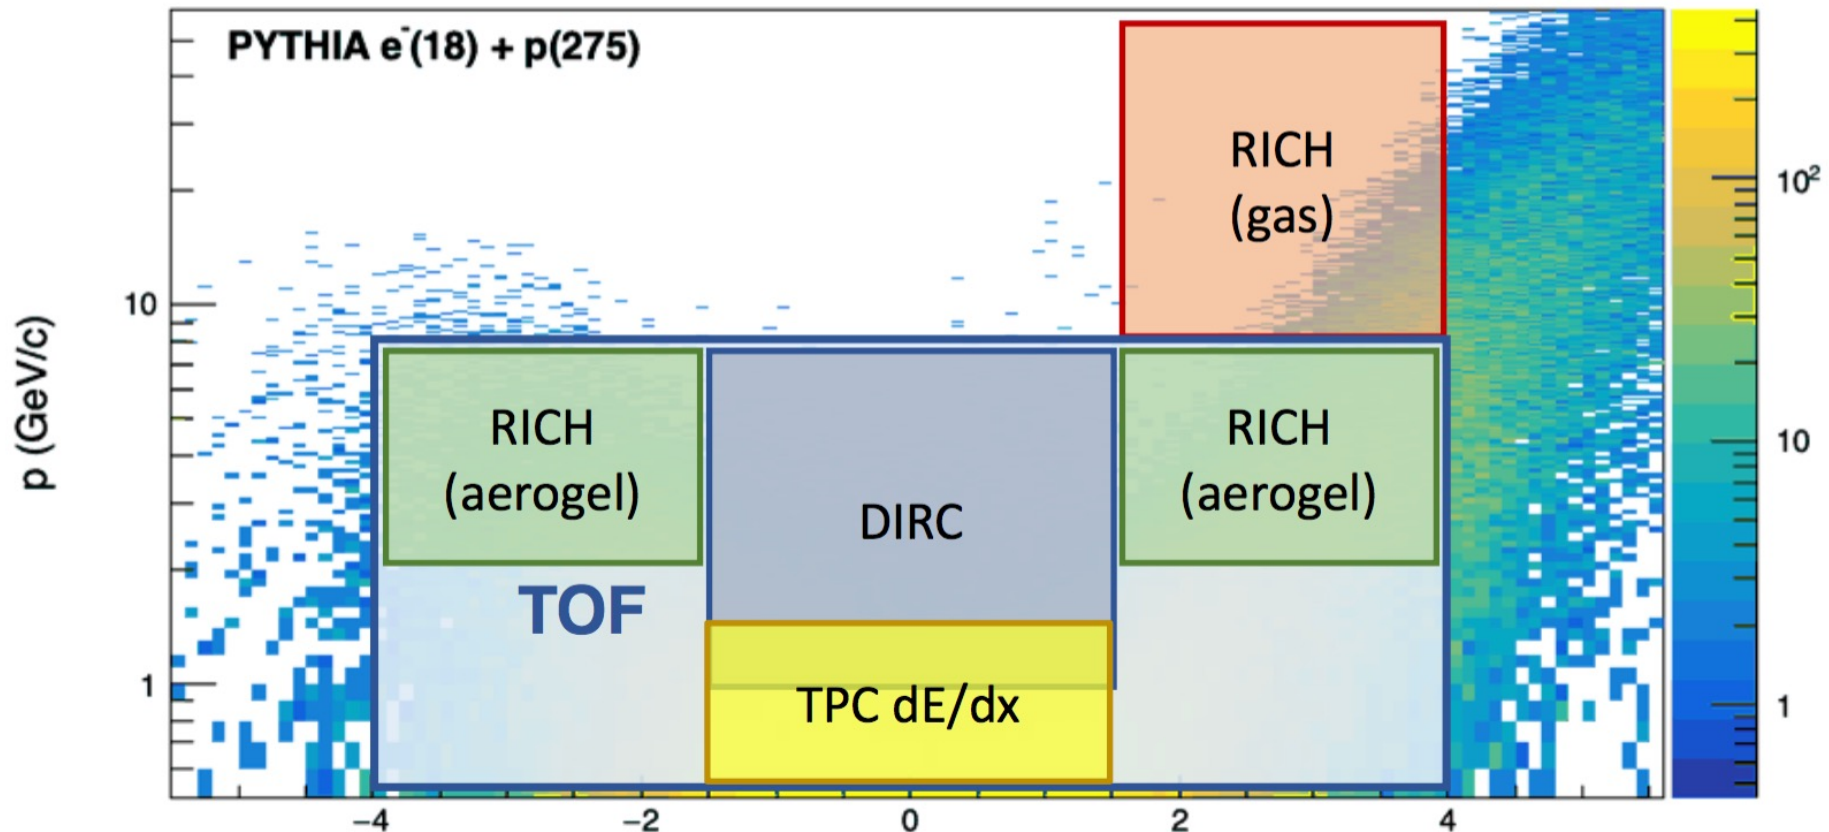 PYTHIA e⁻(18) + p(275)
RICH
(gas)
10²
10
p (GeV/c)
RICH
(aerogel)
RICH
(aerogel)
DIRC
10
TOF
1
TPC dE/dx
1
−4
−2
0
2
4